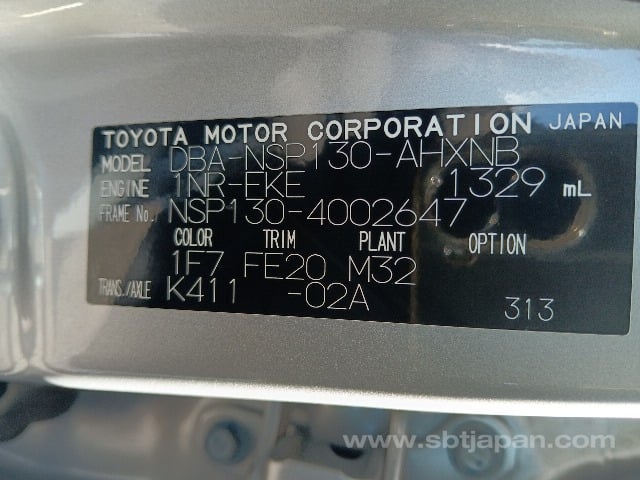 TOYOTA MOTOR CORPORATION JAPAN
MODEL DBA-NSP130-AHXNB
ENGINE 1NR-FKE 1329 mL
FRAME No. NSP130-4002647
COLOR TRIM PLANT OPTION
1F7 FE20 M32
TRANS./AXLE K411 -02A 313
www.sbtjapan.com